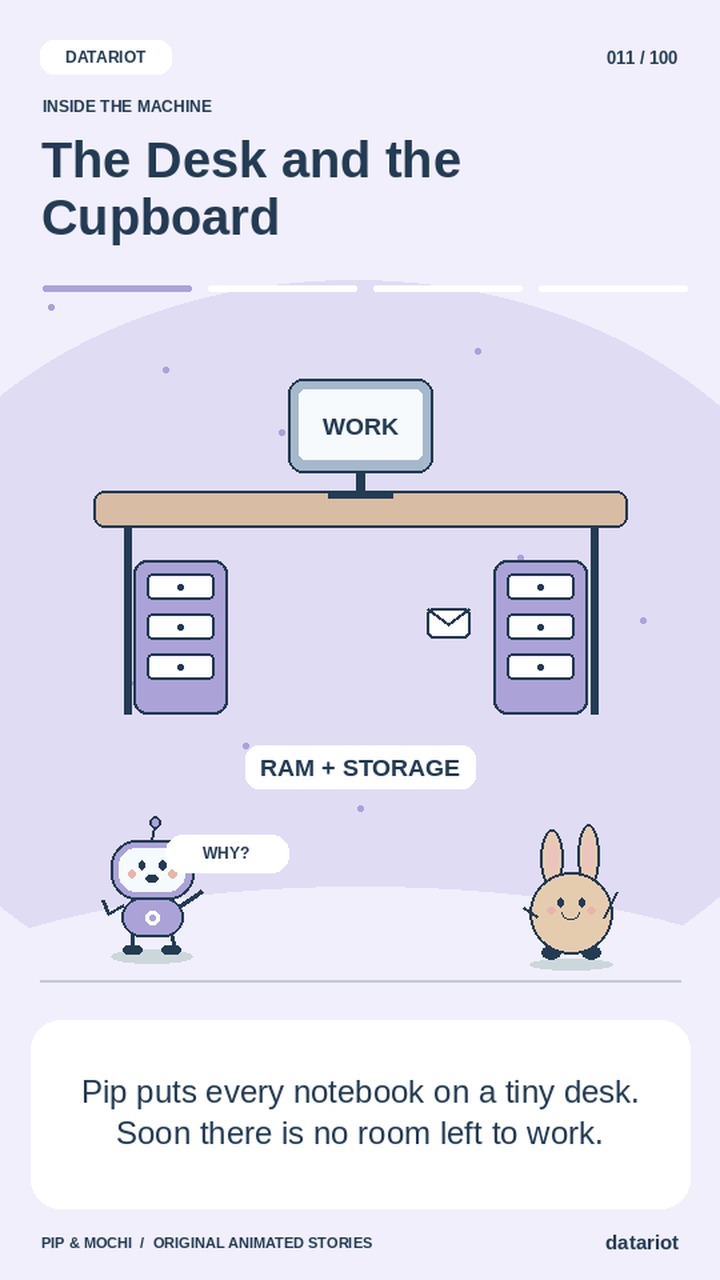 DATARIOT
011 / 100
INSIDE THE MACHINE
The Desk and the
Cupboard
WORK
RAM + STORAGE
WHY?
Pip puts every notebook on a tiny desk.
Soon there is no room left to work.
PIP & MOCHI / ORIGINAL ANIMATED STORIES
datariot